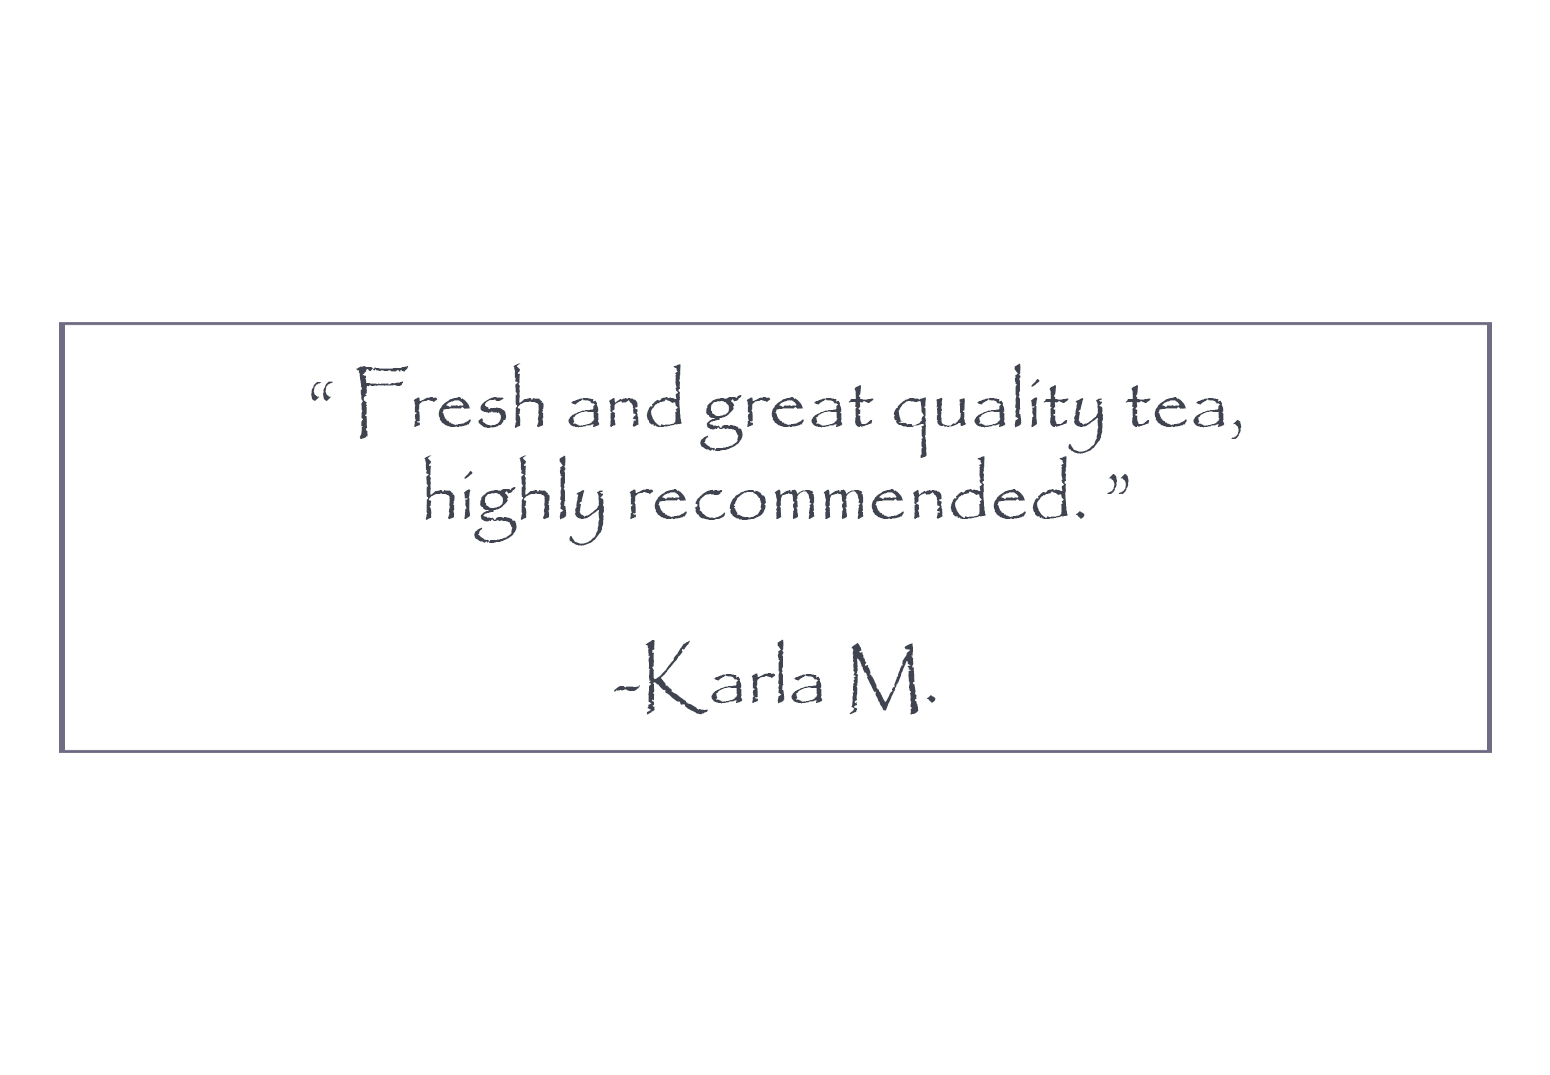 “ Fresh and great quality tea,
highly recommended. ”
-Karla M.